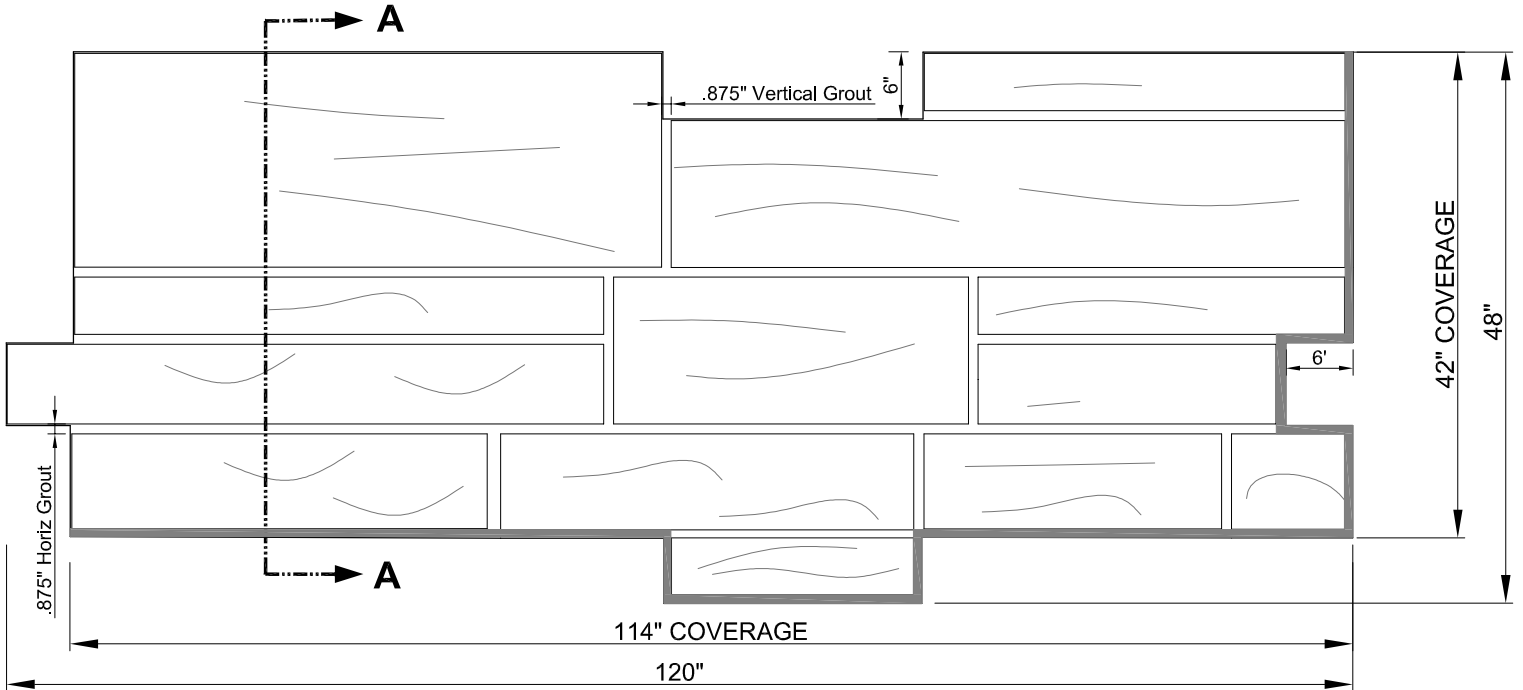 A
.875" Vertical Grout
6"
42" COVERAGE
48"
6'
.875" Horiz Grout
A
114" COVERAGE
120"